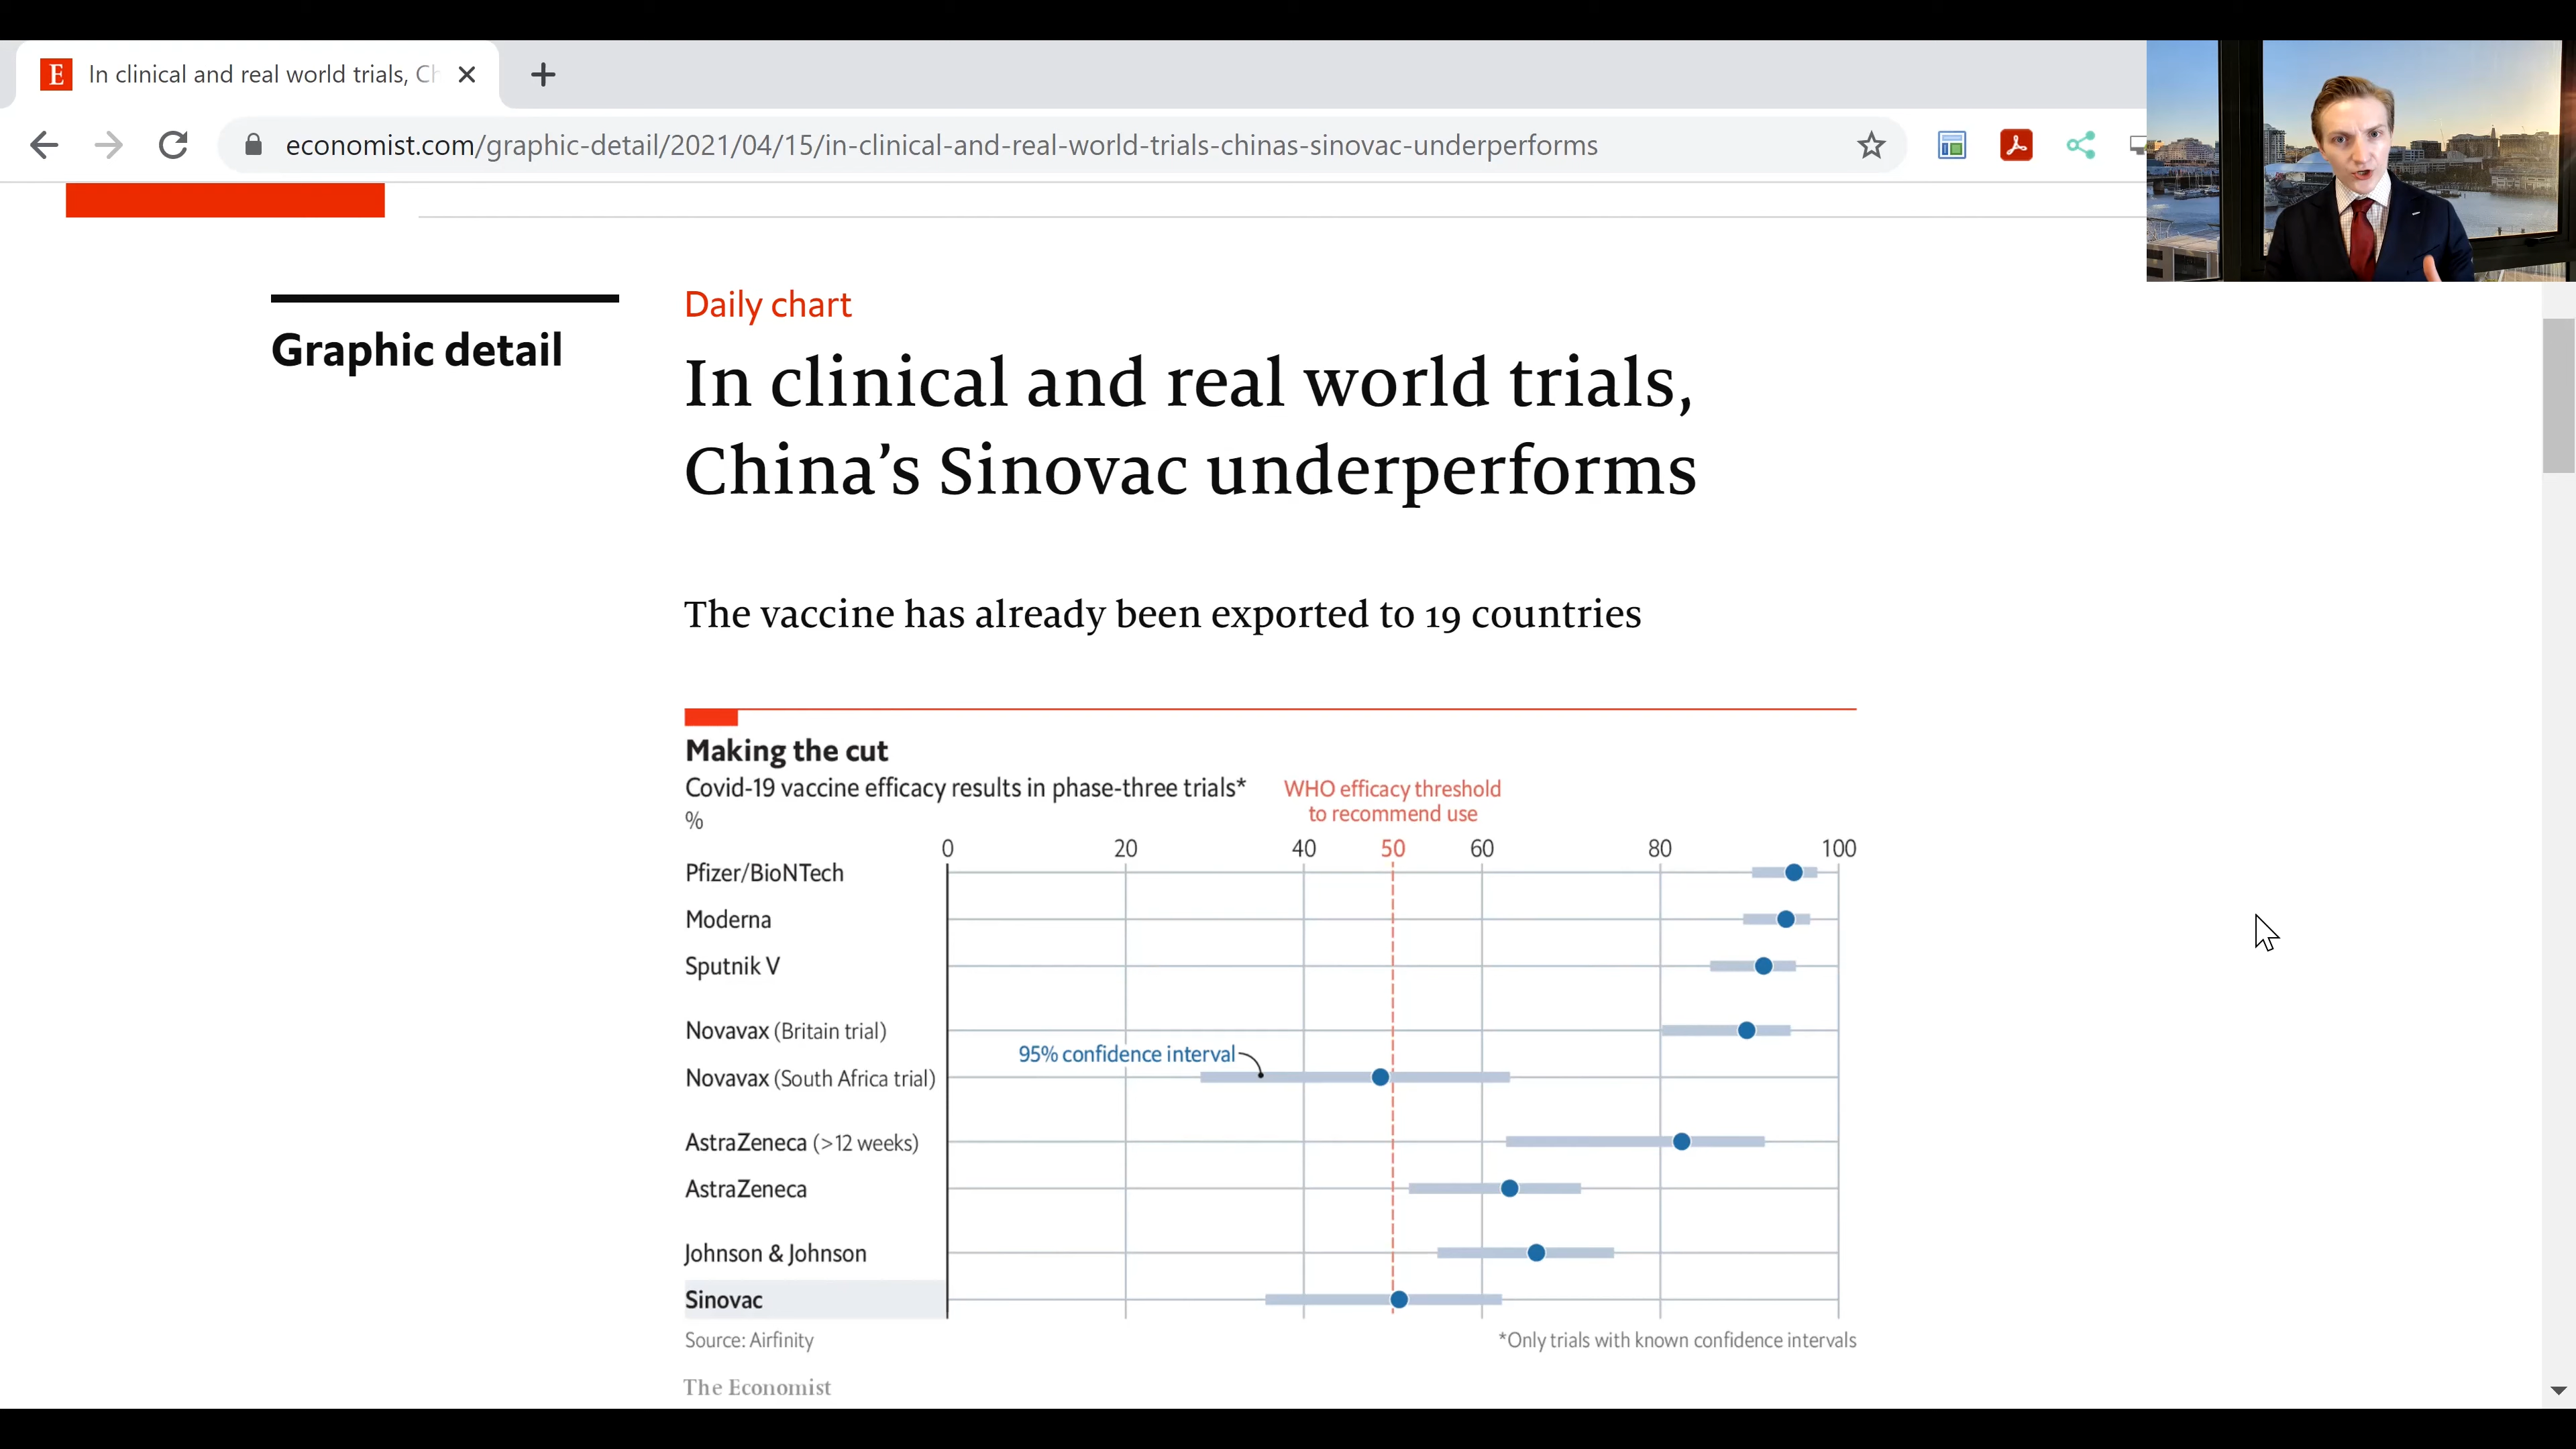 E In clinical and real world trials, Ch
economist.com/graphic-detail/2021/04/15/in-clinical-and-real-world-trials-chinas-sinovac-underperforms
Graphic detail
Daily chart
In clinical and real world trials,
China’s Sinovac underperforms
The vaccine has already been exported to 19 countries
Making the cut
Covid-19 vaccine efficacy results in phase-three trials*
%
WHO efficacy threshold
to recommend use
0 20 40 50 60 80 100
Pfizer/BioNTech
Moderna
Sputnik V
Novavax (Britain trial)
95% confidence interval
Novavax (South Africa trial)
AstraZeneca (>12 weeks)
AstraZeneca
Johnson & Johnson
Sinovac
Source: Airfinity
*Only trials with known confidence intervals
The Economist